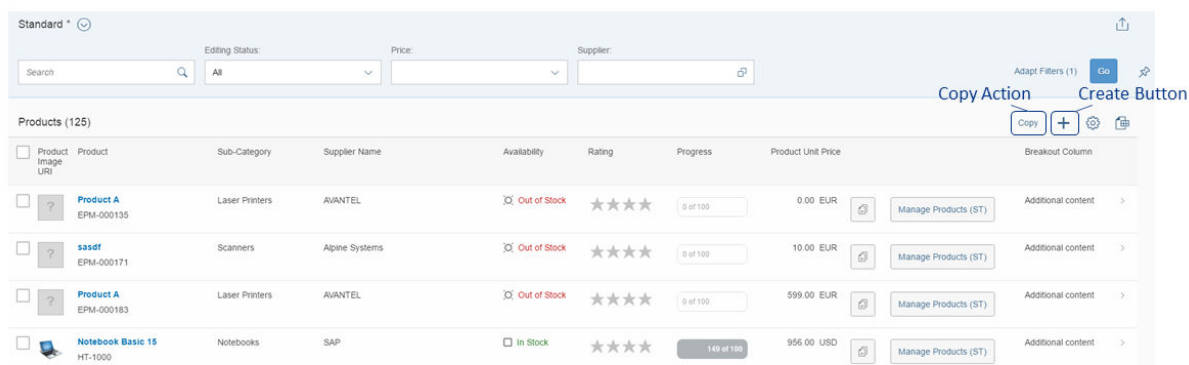 Standard *
Editing Status:
Price:
Supplier:
Search
All
Adapt Filters (1)
Go
Copy Action
Create Button
Products (125)
Copy
Product Image URI
Product
Sub-Category
Supplier Name
Availability
Rating
Progress
Product Unit Price
Breakout Column
? Product A Laser Printers AVANTEL Out of Stock 0 of 100 0.00 EUR Manage Products (ST) Additional content
EPM-000135
? sasdf Scanners Alpine Systems Out of Stock 0 of 100 10.00 EUR Manage Products (ST) Additional content
EPM-000171
? Product A Laser Printers AVANTEL Out of Stock 0 of 100 599.00 EUR Manage Products (ST) Additional content
EPM-000183
Notebook Basic 15 Notebooks SAP In Stock 149 of 100 956.00 USD Manage Products (ST) Additional content
HT-1000